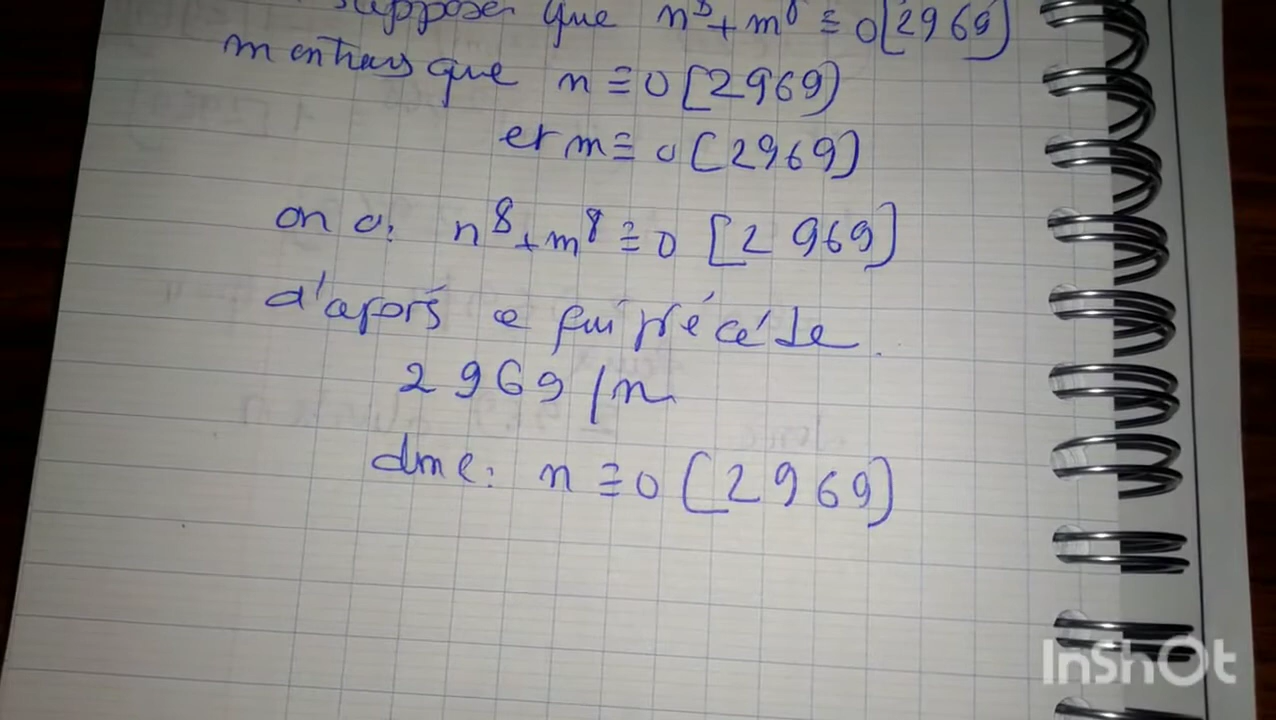 supposer que n⁸+m⁸ ≡ 0[2969]
montrons que n ≡ 0 [2969]
et m ≡ 0 [2969]
on a: n⁸+m⁸ ≡ 0 [2969]
d'après ce qui précède.
2969/n
donc: n ≡ 0 [2969]
InShOt